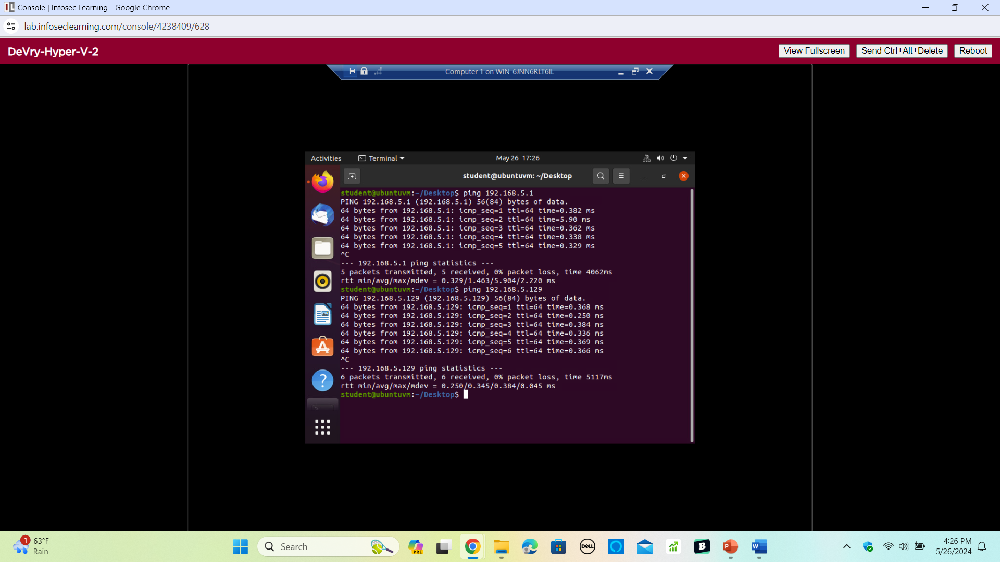 Console | Infosec Learning - Google Chrome
lab.infoseclearning.com/console/4238409/628
DeVry-Hyper-V-2
View Fullscreen
Send Ctrl+Alt+Delete
Reboot
Computer 1 on WIN-6JNN6RLT6IL
Activities
Terminal
May 26 17:26
student@ubuntuvm: ~/Desktop
student@ubuntuvm:~/Desktop$ ping 192.168.5.1
PING 192.168.5.1 (192.168.5.1) 56(84) bytes of data.
64 bytes from 192.168.5.1: icmp_seq=1 ttl=64 time=0.382 ms
64 bytes from 192.168.5.1: icmp_seq=2 ttl=64 time=5.90 ms
64 bytes from 192.168.5.1: icmp_seq=3 ttl=64 time=0.362 ms
64 bytes from 192.168.5.1: icmp_seq=4 ttl=64 time=0.338 ms
64 bytes from 192.168.5.1: icmp_seq=5 ttl=64 time=0.329 ms
^C
--- 192.168.5.1 ping statistics ---
5 packets transmitted, 5 received, 0% packet loss, time 4062ms
rtt min/avg/max/mdev = 0.329/1.463/5.904/2.220 ms
student@ubuntuvm:~/Desktop$ ping 192.168.5.129
PING 192.168.5.129 (192.168.5.129) 56(84) bytes of data.
64 bytes from 192.168.5.129: icmp_seq=1 ttl=64 time=0.368 ms
64 bytes from 192.168.5.129: icmp_seq=2 ttl=64 time=0.250 ms
64 bytes from 192.168.5.129: icmp_seq=3 ttl=64 time=0.384 ms
64 bytes from 192.168.5.129: icmp_seq=4 ttl=64 time=0.336 ms
64 bytes from 192.168.5.129: icmp_seq=5 ttl=64 time=0.369 ms
64 bytes from 192.168.5.129: icmp_seq=6 ttl=64 time=0.366 ms
^C
--- 192.168.5.129 ping statistics ---
6 packets transmitted, 6 received, 0% packet loss, time 5117ms
rtt min/avg/max/mdev = 0.250/0.345/0.384/0.045 ms
student@ubuntuvm:~/Desktop$
1
63°F
Rain
Search
PRE
DELL
B
P
W
4:26 PM
5/26/2024